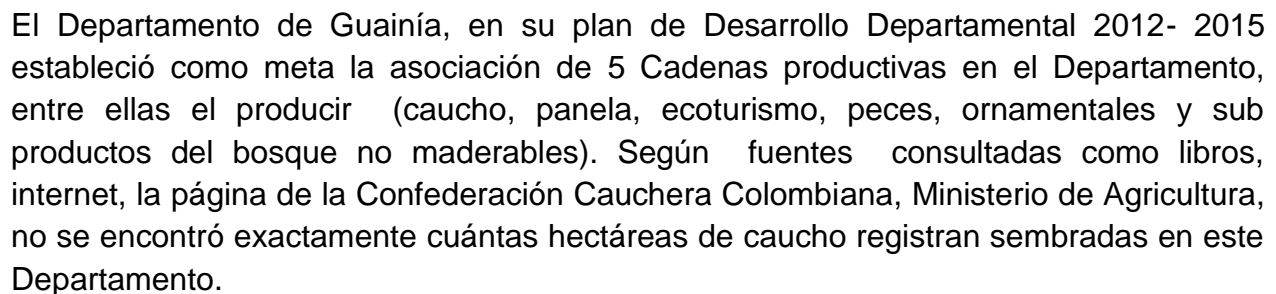 El Departamento de Guainía, en su plan de Desarrollo Departamental 2012- 2015
estableció como meta la asociación de 5 Cadenas productivas en el Departamento,
entre ellas el producir (caucho, panela, ecoturismo, peces, ornamentales y sub
productos del bosque no maderables). Según fuentes consultadas como libros,
internet, la página de la Confederación Cauchera Colombiana, Ministerio de Agricultura,
no se encontró exactamente cuántas hectáreas de caucho registran sembradas en este
Departamento.